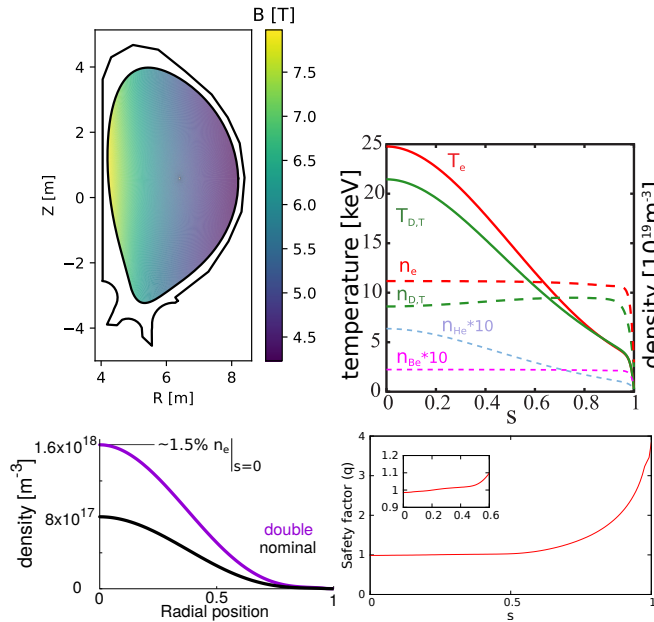 B [T]
4
2
0
−2
−4
Z [m]
4
6
8
R [m]
7.5
7.0
6.5
6.0
5.5
5.0
4.5
25
20
15
10
5
0
temperature [keV]
T_e
T_D,T
n_e
n_D,T
n_He*10
n_Be*10
0
0.2
0.4
0.6
0.8
1
s
density [10^19 m^-3]
1.6x10^18
8x10^17
0
density [m^-3]
~1.5% n_e|s=0
double
nominal
0
0.5
1
Radial position
4
3
2
1
0
Safety factor (q)
1.2
1.1
1
0.9
0
0.2
0.4
0.6
0.5
1
s